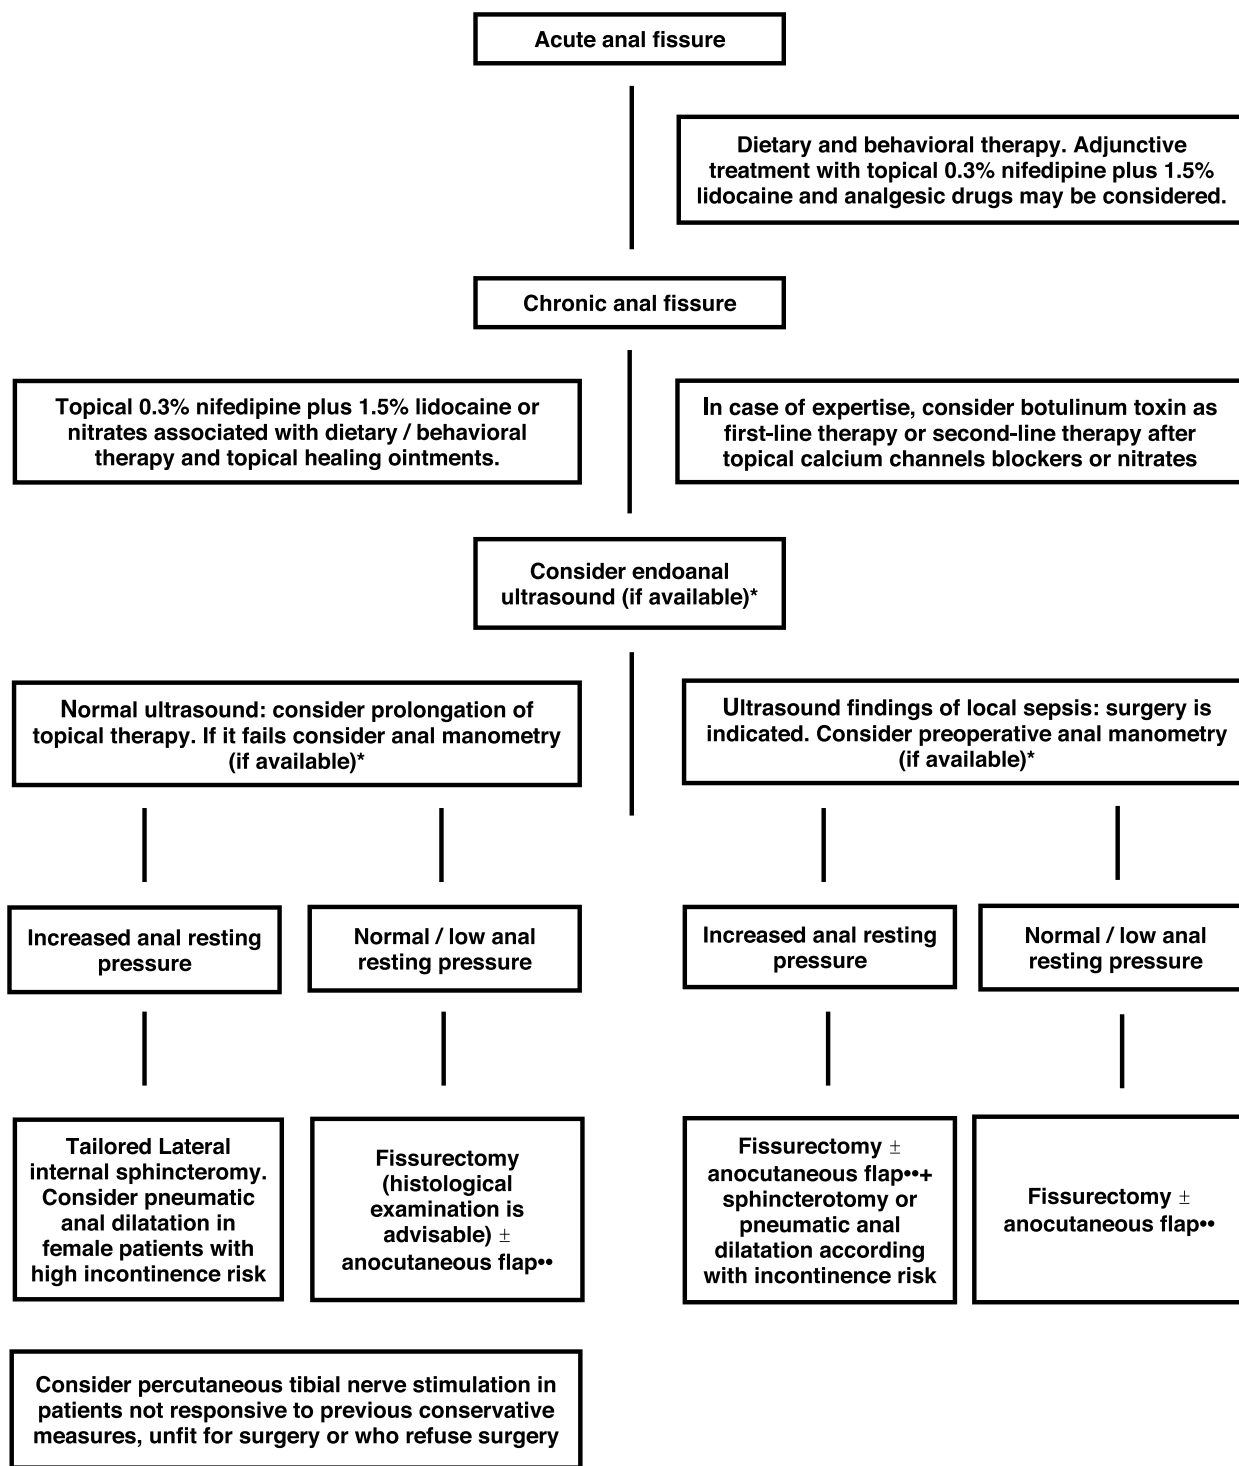 Acute anal fissure
Dietary and behavioral therapy. Adjunctive
treatment with topical 0.3% nifedipine plus 1.5%
lidocaine and analgesic drugs may be considered.
Chronic anal fissure
Topical 0.3% nifedipine plus 1.5% lidocaine or
nitrates associated with dietary / behavioral
therapy and topical healing ointments.
In case of expertise, consider botulinum toxin as
first-line therapy or second-line therapy after
topical calcium channels blockers or nitrates
Consider endoanal
ultrasound (if available)*
Normal ultrasound: consider prolongation of
topical therapy. If it fails consider anal manometry
(if available)*
Ultrasound findings of local sepsis: surgery is
indicated. Consider preoperative anal manometry
(if available)*
Increased anal resting
pressure
Normal / low anal
resting pressure
Increased anal resting
pressure
Normal / low anal
resting pressure
Tailored Lateral
internal sphincteromy.
Consider pneumatic
anal dilatation in
female patients with
high incontinence risk
Fissurectomy
(histological
examination is
advisable) ±
anocutaneous flap••
Fissurectomy ±
anocutaneous flap••+
sphincterotomy or
pneumatic anal
dilatation according
with incontinence risk
Fissurectomy ±
anocutaneous flap••
Consider percutaneous tibial nerve stimulation in
patients not responsive to previous conservative
measures, unfit for surgery or who refuse surgery